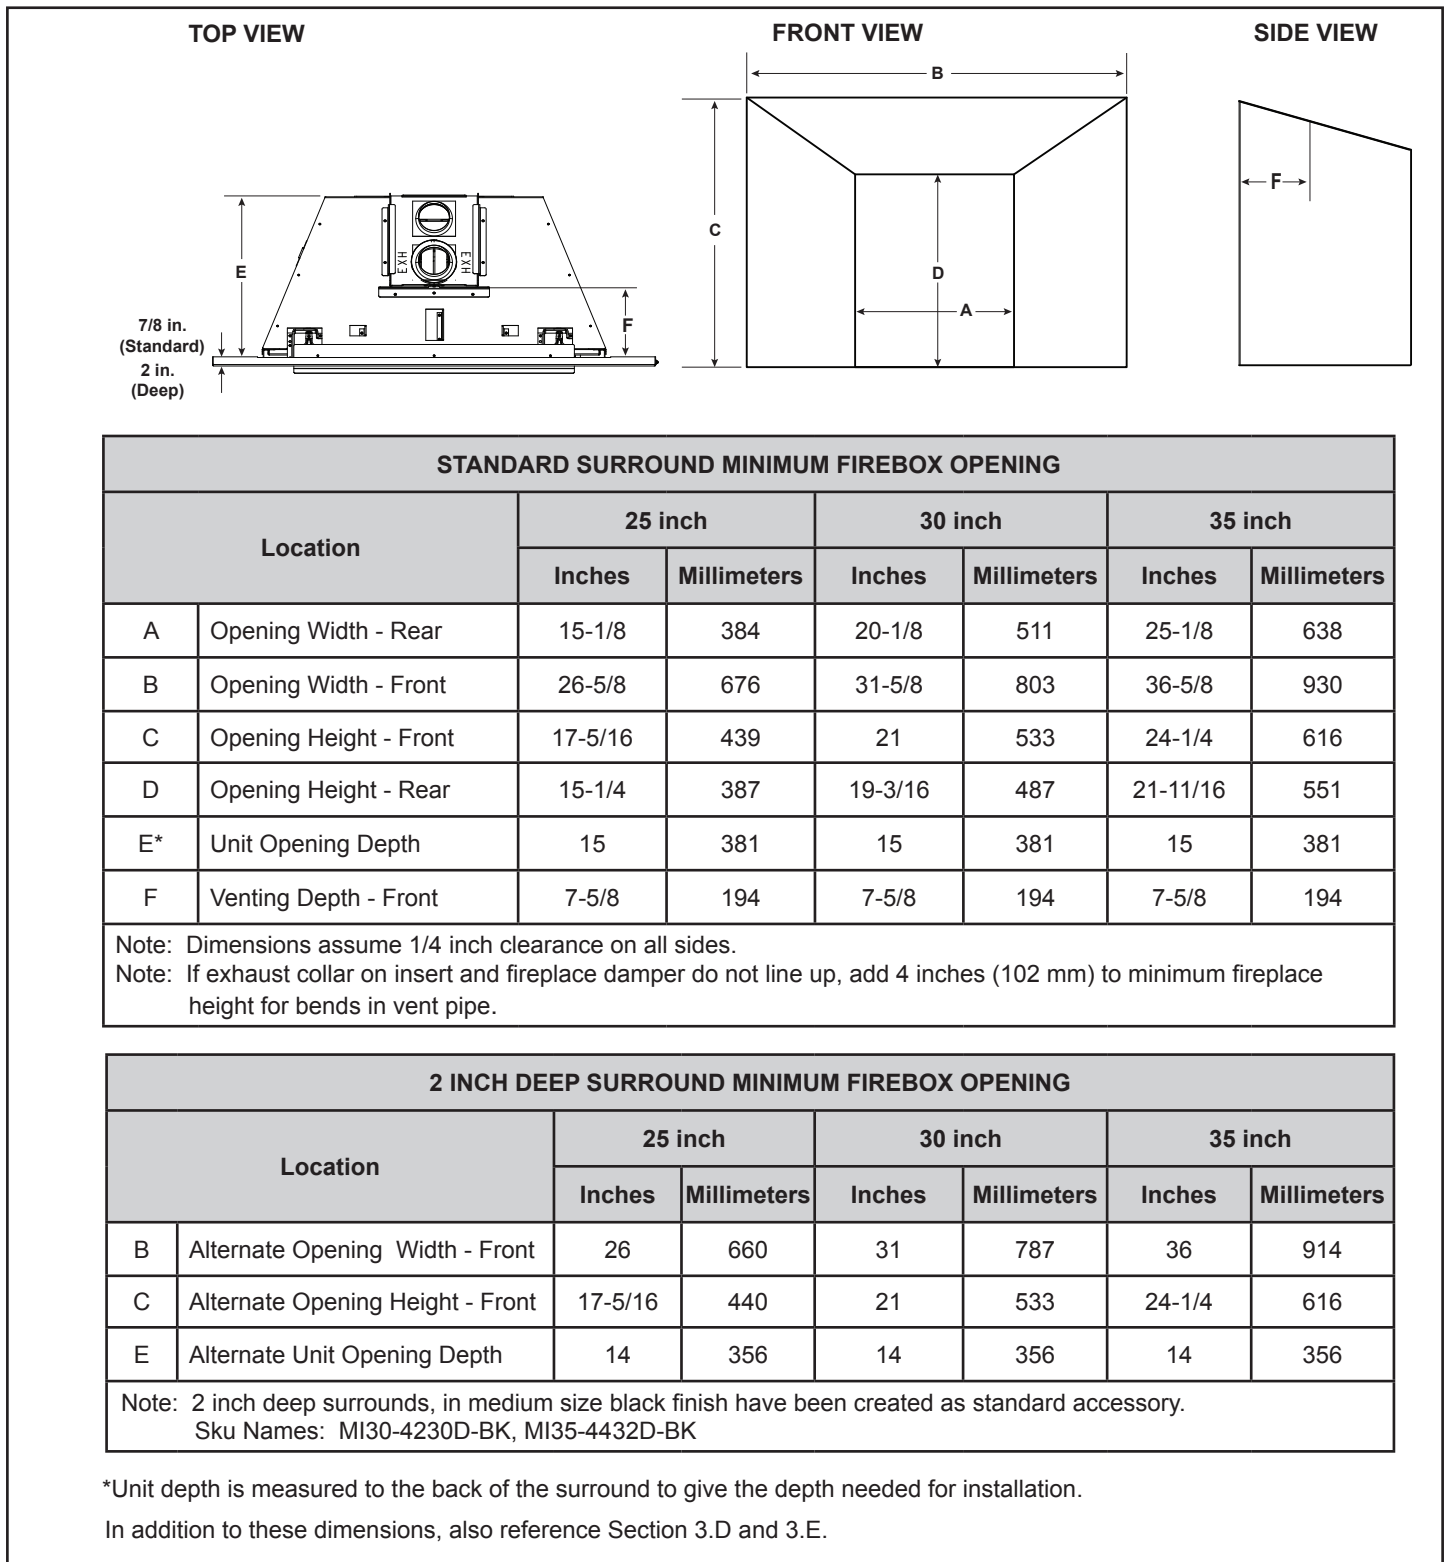 TOP VIEW
FRONT VIEW
SIDE VIEW
B
C
D
A
F
E
EXH
EXH
F
7/8 in.
(Standard)
2 in.
(Deep)
STANDARD SURROUND MINIMUM FIREBOX OPENING
Location 25 inch 30 inch 35 inch
Inches Millimeters Inches Millimeters Inches Millimeters
A Opening Width - Rear 15-1/8 384 20-1/8 511 25-1/8 638
B Opening Width - Front 26-5/8 676 31-5/8 803 36-5/8 930
C Opening Height - Front 17-5/16 439 21 533 24-1/4 616
D Opening Height - Rear 15-1/4 387 19-3/16 487 21-11/16 551
E* Unit Opening Depth 15 381 15 381 15 381
F Venting Depth - Front 7-5/8 194 7-5/8 194 7-5/8 194
Note: Dimensions assume 1/4 inch clearance on all sides.
Note: If exhaust collar on insert and fireplace damper do not line up, add 4 inches (102 mm) to minimum fireplace
height for bends in vent pipe.
2 INCH DEEP SURROUND MINIMUM FIREBOX OPENING
Location 25 inch 30 inch 35 inch
Inches Millimeters Inches Millimeters Inches Millimeters
B Alternate Opening Width - Front 26 660 31 787 36 914
C Alternate Opening Height - Front 17-5/16 440 21 533 24-1/4 616
E Alternate Unit Opening Depth 14 356 14 356 14 356
Note: 2 inch deep surrounds, in medium size black finish have been created as standard accessory.
Sku Names: MI30-4230D-BK, MI35-4432D-BK
*Unit depth is measured to the back of the surround to give the depth needed for installation.
In addition to these dimensions, also reference Section 3.D and 3.E.